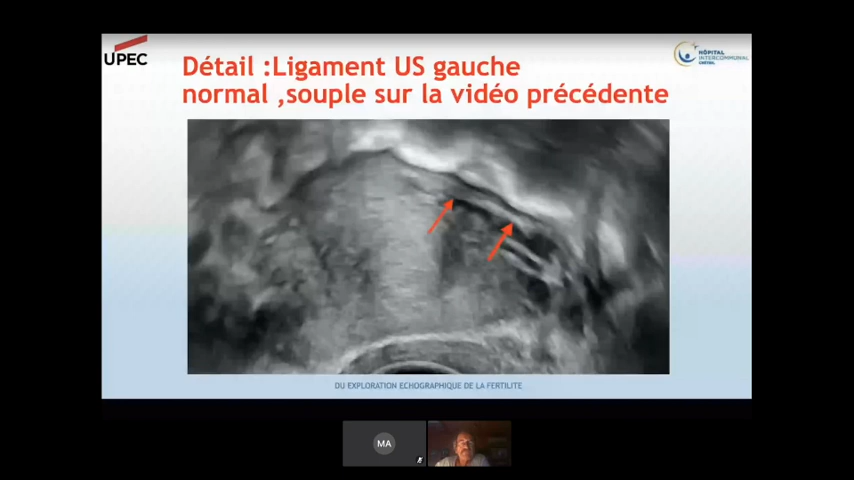 UPEC
HÔPITAL
INTERCOMMUNAL
CRÉTEIL
Détail :Ligament US gauche
normal ,souple sur la vidéo précédente
DU EXPLORATION ECHOGRAPHIQUE DE LA FERTILITE
MA